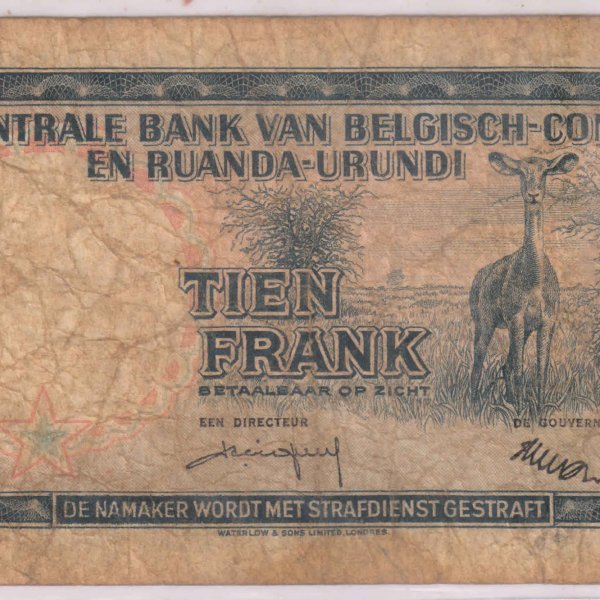 NTRALE BANK VAN BELGISCH-CON
EN RUANDA-URUNDI
TIEN
FRANK
BETAALBAAR OP ZICHT
EEN DIRECTEUR
DE GOUVERN
DE NAMAKER WORDT MET STRAFDIENST GESTRAFT
WATERLOW & SONS LIMITED, LONDRES.